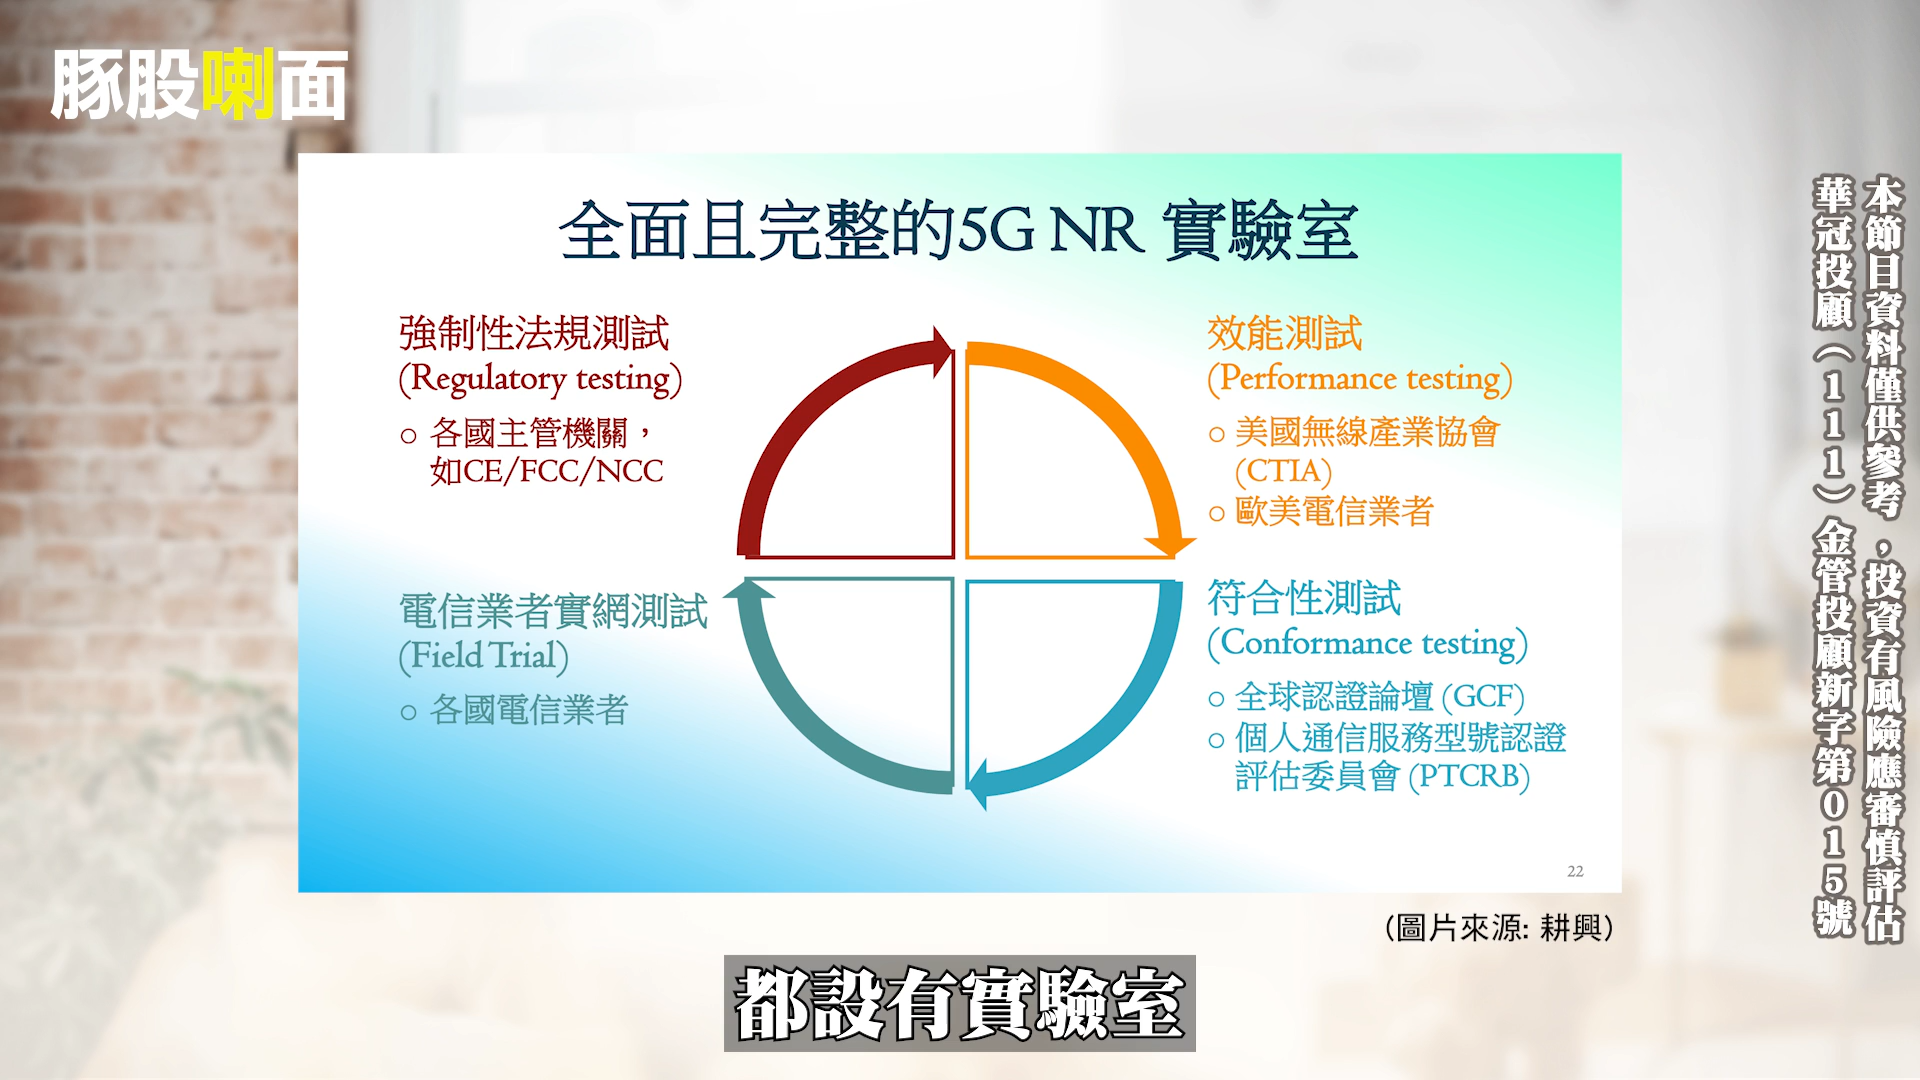 豚股喇面
全面且完整的5G NR 實驗室
強制性法規測試
(Regulatory testing)
○ 各國主管機關，
如CE/FCC/NCC
效能測試
(Performance testing)
○ 美國無線產業協會
(CTIA)
○ 歐美電信業者
電信業者實網測試
(Field Trial)
○ 各國電信業者
符合性測試
(Conformance testing)
○ 全球認證論壇 (GCF)
○ 個人通信服務型號認證
評估委員會 (PTCRB)
22
(圖片來源: 耕興)
都設有實驗室
本節目資料僅供參考，投資有風險應審慎評估
華冠投顧（111）金管投顧新字第015號